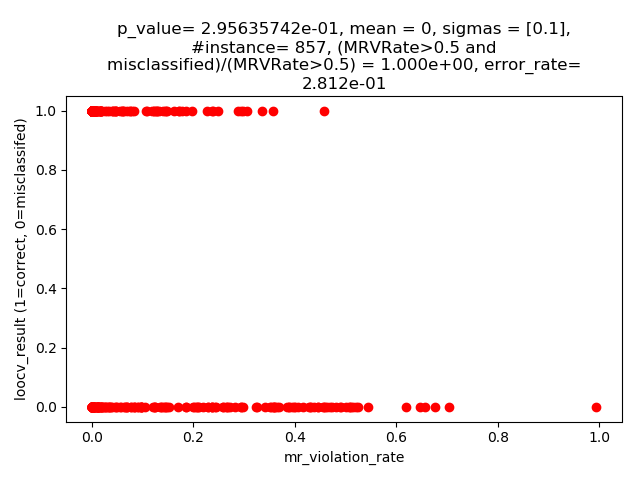 p_value= 2.95635742e-01, mean = 0, sigmas = [0.1],
#instance= 857, (MRVRate>0.5 and
misclassified)/(MRVRate>0.5) = 1.000e+00, error_rate=
2.812e-01
1.0
0.8
0.6
0.4
0.2
0.0
loocv_result (1=correct, 0=misclassifed)
0.0 0.2 0.4 0.6 0.8 1.0
mr_violation_rate